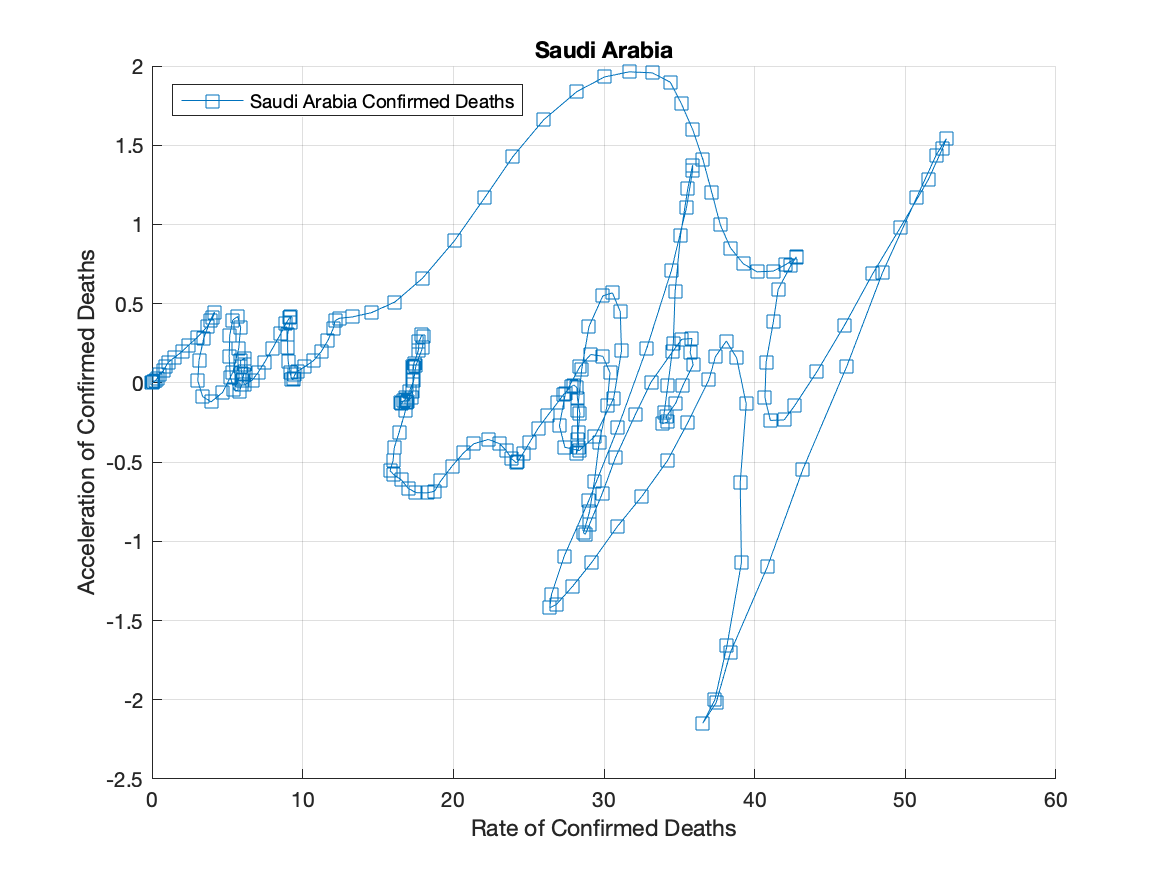 Saudi Arabia
Saudi Arabia Confirmed Deaths
2
1.5
1
0.5
0
-0.5
-1
-1.5
-2
-2.5
Acceleration of Confirmed Deaths
0 10 20 30 40 50 60
Rate of Confirmed Deaths